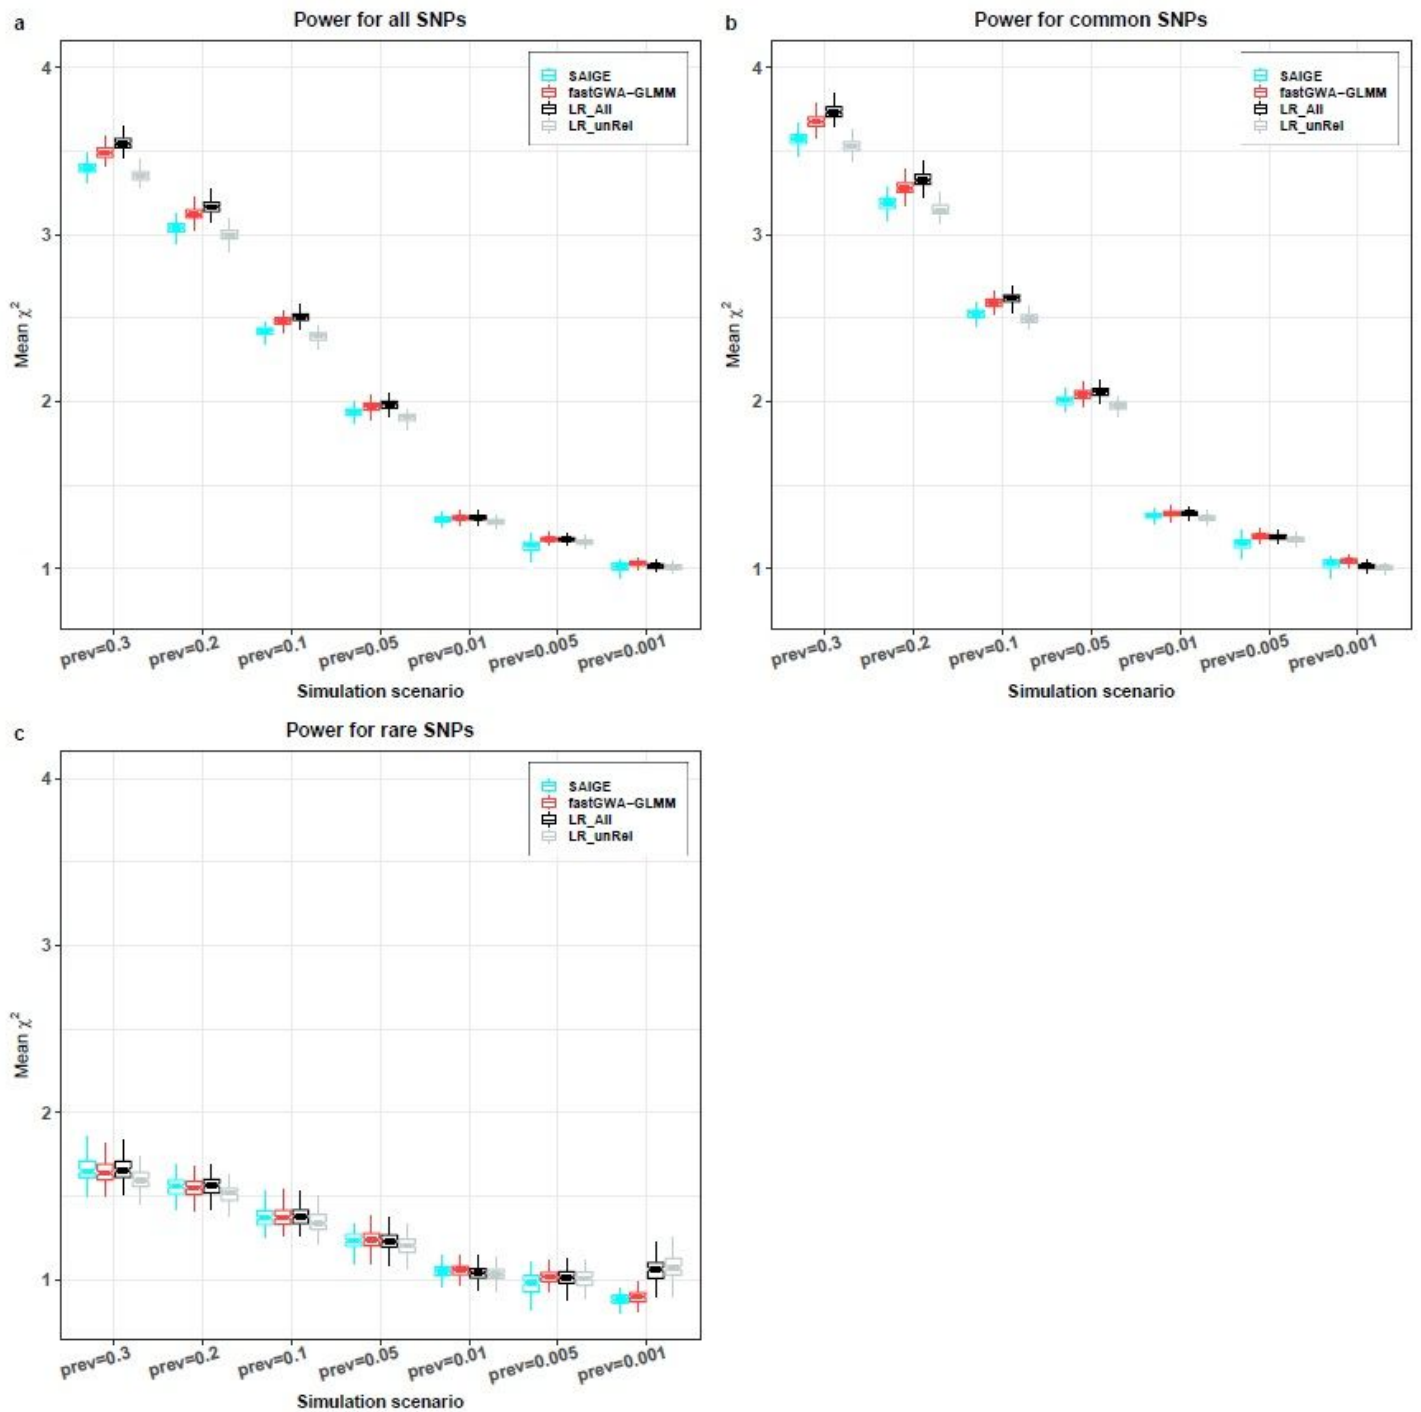 a
Power for all SNPs
4
3
2
1
Mean χ²
SAIGE
fastGWA-GLMM
LR_All
LR_unRel
prev=0.3 prev=0.2 prev=0.1 prev=0.05 prev=0.01 prev=0.005 prev=0.001
Simulation scenario
b
Power for common SNPs
4
3
2
1
Mean χ²
SAIGE
fastGWA-GLMM
LR_All
LR_unRel
prev=0.3 prev=0.2 prev=0.1 prev=0.05 prev=0.01 prev=0.005 prev=0.001
Simulation scenario
c
Power for rare SNPs
4
3
2
1
Mean χ²
SAIGE
fastGWA-GLMM
LR_All
LR_unRel
prev=0.3 prev=0.2 prev=0.1 prev=0.05 prev=0.01 prev=0.005 prev=0.001
Simulation scenario